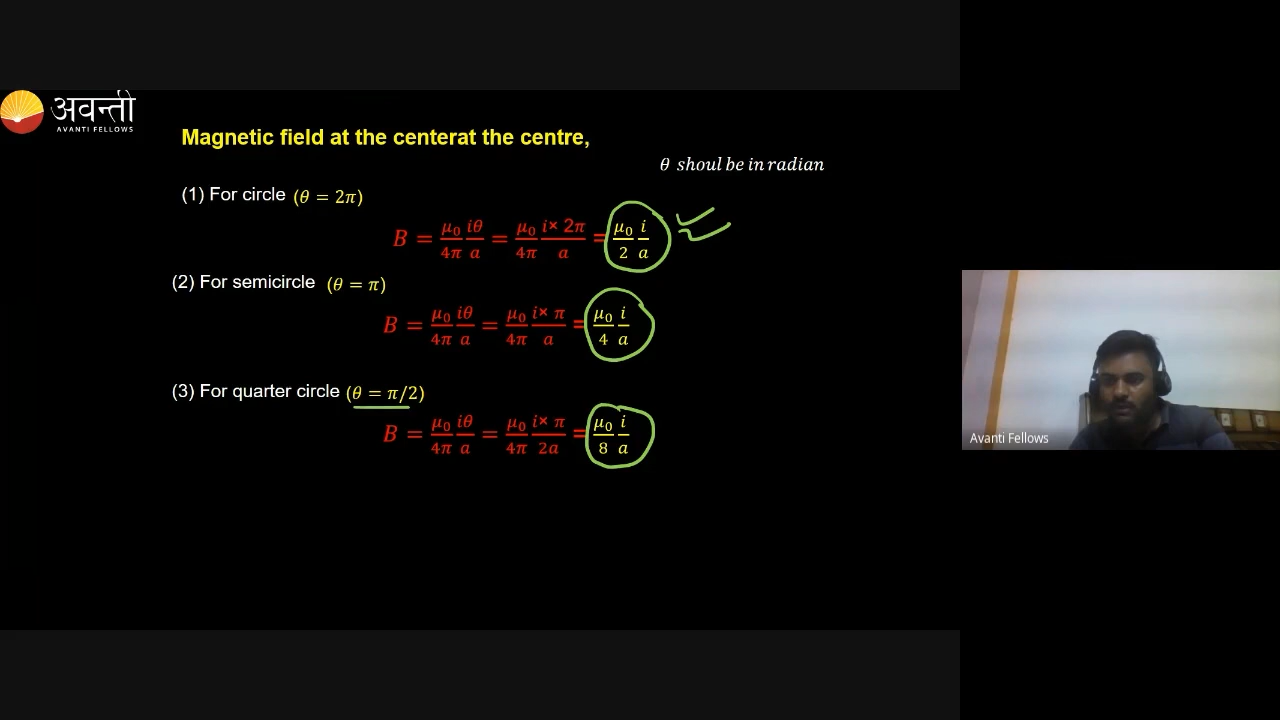 अवन्ती
AVANTI FELLOWS
Magnetic field at the centerat the centre,
θ shoul be in radian
(1) For circle (θ = 2π)
B = μ₀/4π iθ/a = μ₀/4π i× 2π/a = μ₀/2 i/a
(2) For semicircle (θ = π)
B = μ₀/4π iθ/a = μ₀/4π i× π/a = μ₀/4 i/a
(3) For quarter circle (θ = π/2)
B = μ₀/4π iθ/a = μ₀/4π i× π/2a = μ₀/8 i/a
Avanti Fellows